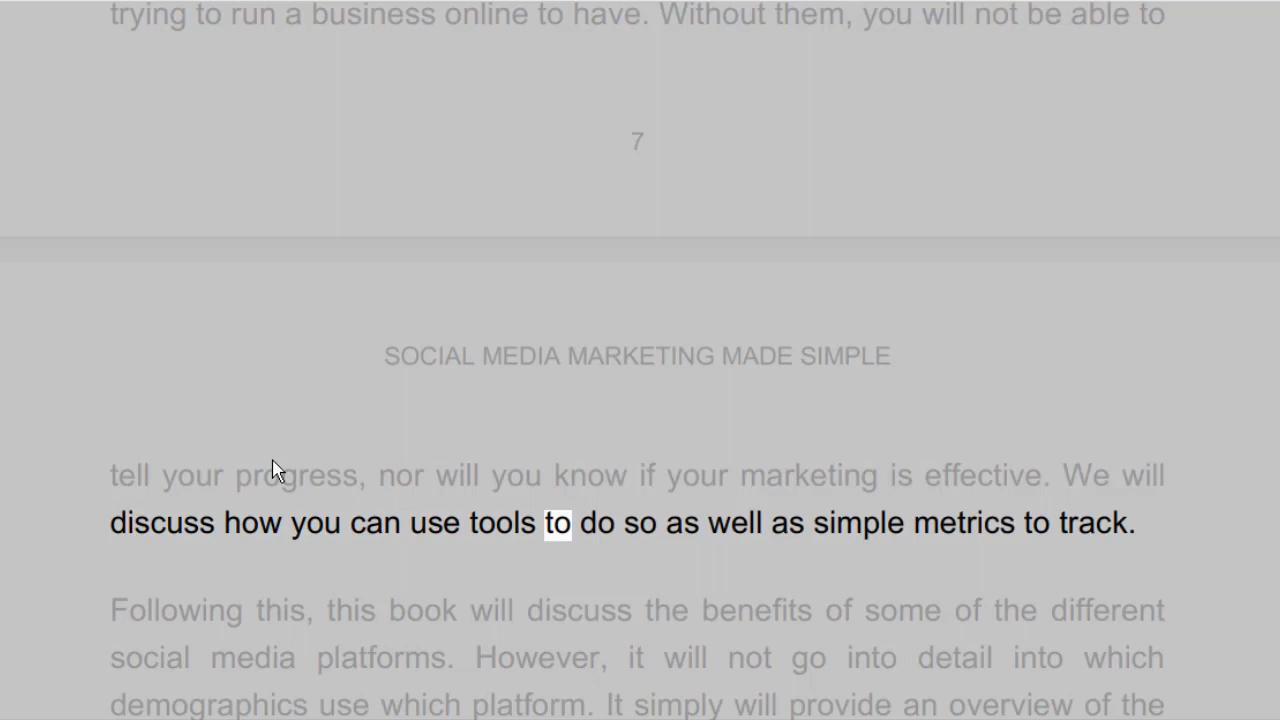 trying to run a business online to have. Without them, you will not be able to
7
SOCIAL MEDIA MARKETING MADE SIMPLE
tell your progress, nor will you know if your marketing is effective. We will
discuss how you can use tools to do so as well as simple metrics to track.
Following this, this book will discuss the benefits of some of the different
social media platforms. However, it will not go into detail into which
demographics use which platform. It simply will provide an overview of the